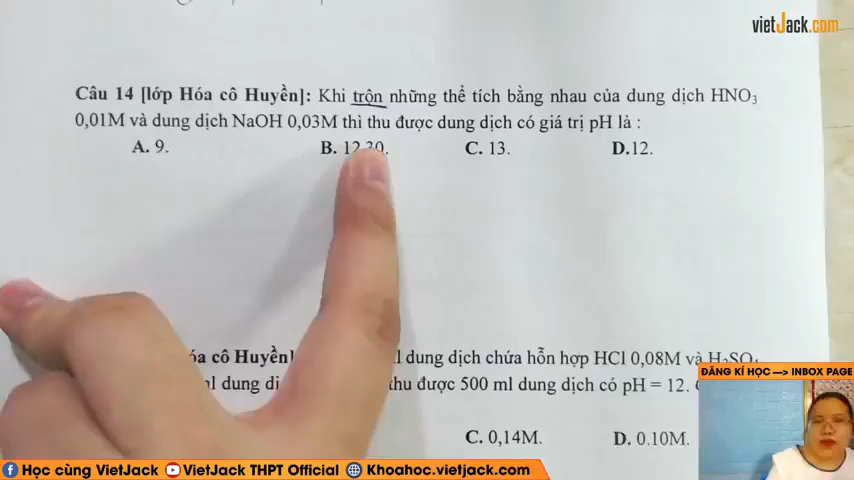 vietJack.com
Câu 14 [lớp Hóa cô Huyền]: Khi trộn những thể tích bằng nhau của dung dịch HNO₃
0,01M và dung dịch NaOH 0,03M thì thu được dung dịch có giá trị pH là :
A. 9. B. 12,30. C. 13. D.12.
óa cô Huyền] dung dịch chứa hỗn hợp HCl 0,08M và H₂SO₄
ĐĂNG KÍ HỌC —> INBOX PAGE
dung thu được 500 ml dung dịch có pH = 12.
C. 0,14M. D. 0.10M.
Học cùng VietJack VietJack THPT Official Khoahoc.vietjack.com